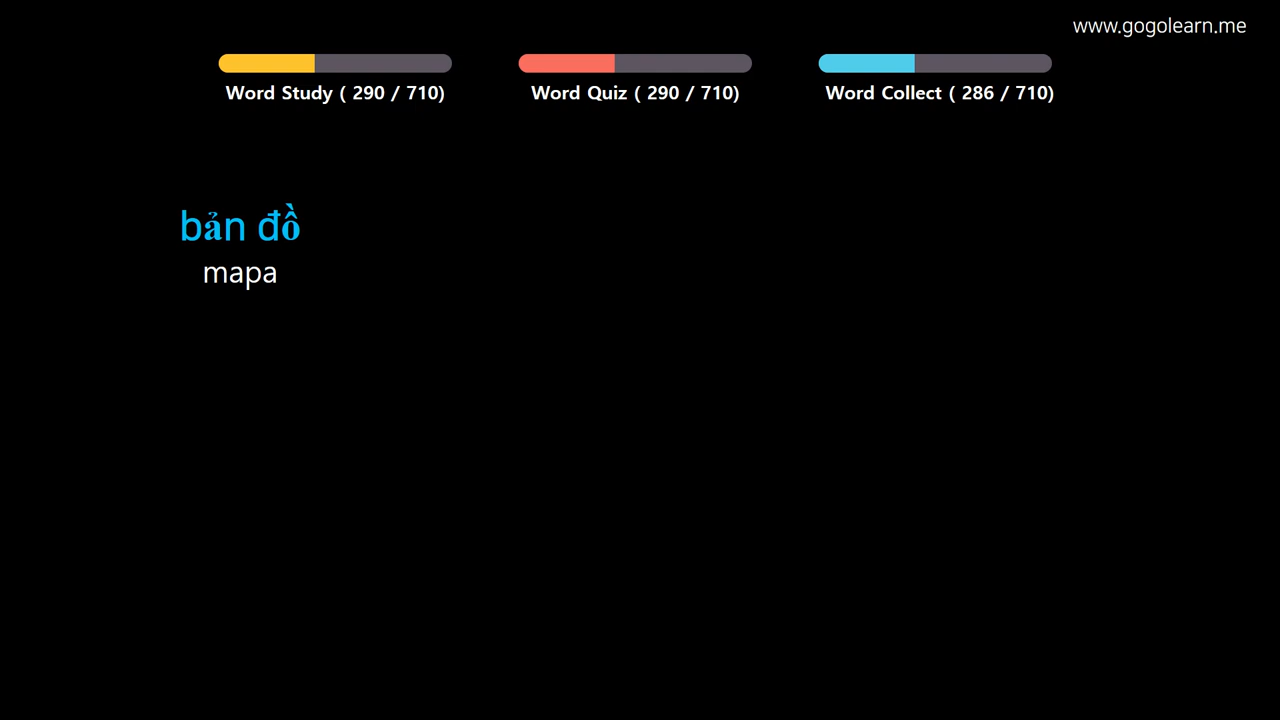 www.gogolearn.me
Word Study ( 290 / 710)
Word Quiz ( 290 / 710)
Word Collect ( 286 / 710)
bản đồ
mapa